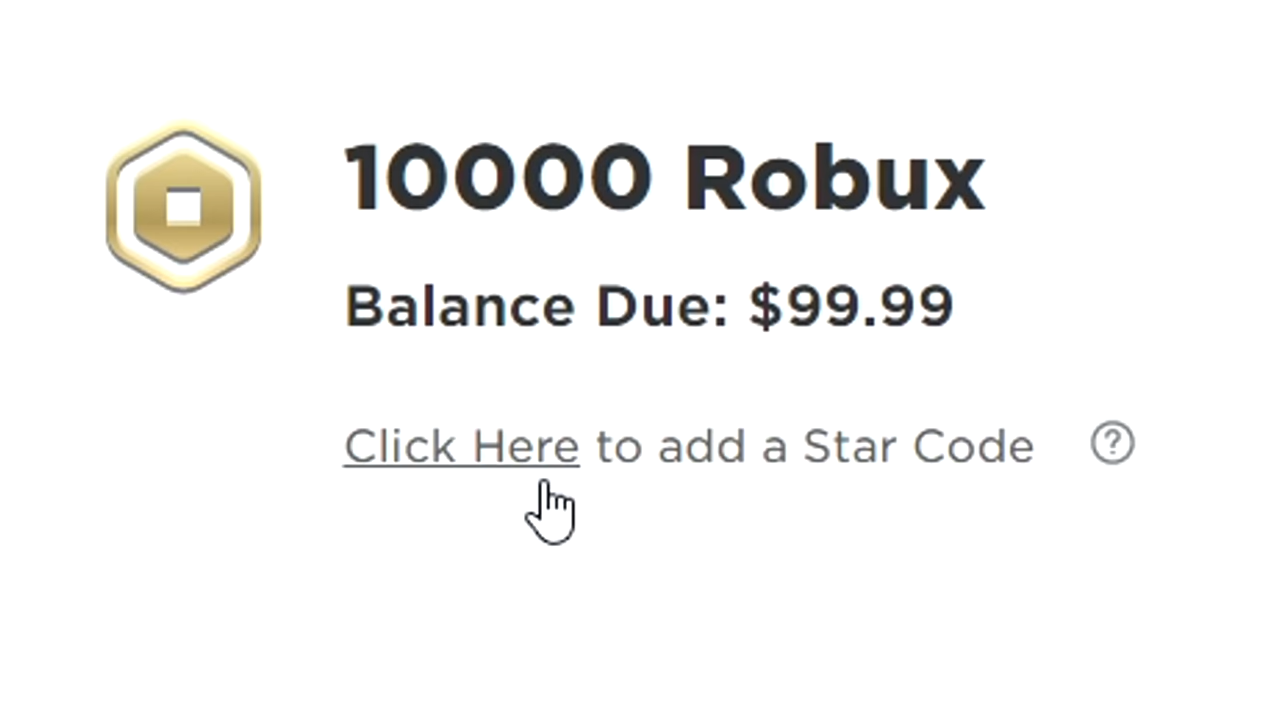 10000 Robux
Balance Due: $99.99
Click Here to add a Star Code ?